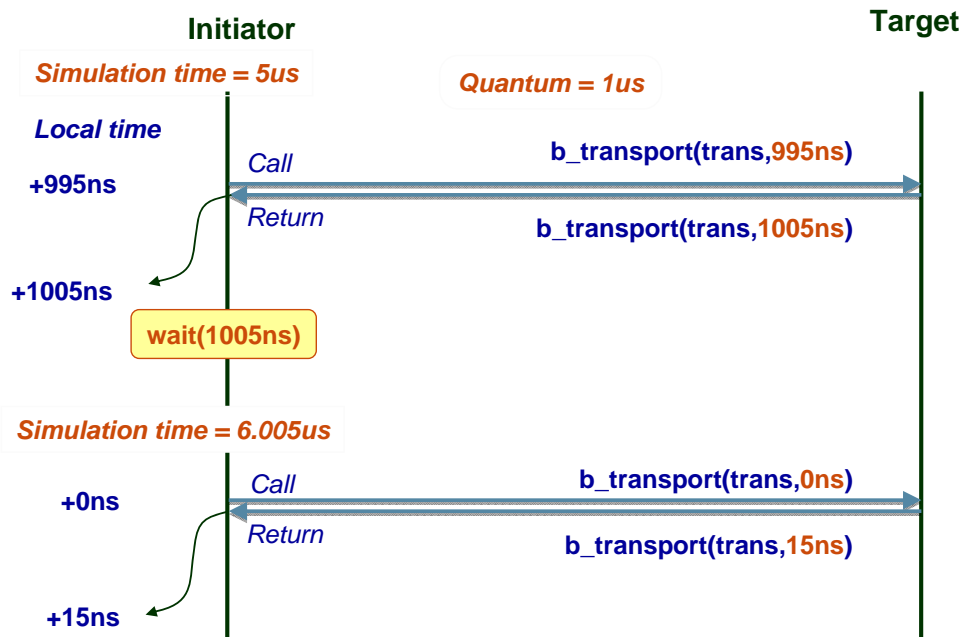 Initiator
Target
Simulation time = 5us
Quantum = 1us
Local time
Call
b_transport(trans,995ns)
+995ns
Return
b_transport(trans,1005ns)
+1005ns
wait(1005ns)
Simulation time = 6.005us
Call
b_transport(trans,0ns)
+0ns
Return
b_transport(trans,15ns)
+15ns